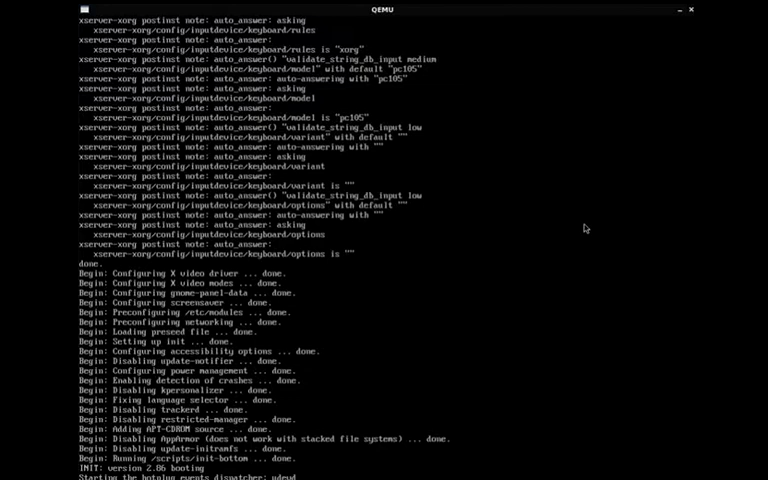 QEMU
xserver-xorg postinst note: auto_answer: asking
xserver-xorg/config/inputdevice/keyboard/rules
xserver-xorg postinst note: auto_answer:
xserver-xorg/config/inputdevice/keyboard/rules is "xorg"
xserver-xorg postinst note: auto_answer() "validate_string_db_input medium
xserver-xorg/config/inputdevice/keyboard/model" with default "pc105"
xserver-xorg postinst note: auto_answer: auto-answering with "pc105"
xserver-xorg postinst note: auto_answer: asking
xserver-xorg/config/inputdevice/keyboard/model
xserver-xorg postinst note: auto_answer:
xserver-xorg/config/inputdevice/keyboard/model is "pc105"
xserver-xorg postinst note: auto_answer() "validate_string_db_input low
xserver-xorg/config/inputdevice/keyboard/variant" with default ""
xserver-xorg postinst note: auto_answer: auto-answering with ""
xserver-xorg postinst note: auto_answer: asking
xserver-xorg/config/inputdevice/keyboard/variant
xserver-xorg postinst note: auto_answer:
xserver-xorg/config/inputdevice/keyboard/variant is ""
xserver-xorg postinst note: auto_answer() "validate_string_db_input low
xserver-xorg/config/inputdevice/keyboard/options" with default ""
xserver-xorg postinst note: auto_answer: auto-answering with ""
xserver-xorg postinst note: auto_answer: asking
xserver-xorg/config/inputdevice/keyboard/options
xserver-xorg postinst note: auto_answer:
xserver-xorg/config/inputdevice/keyboard/options is ""
done.
Begin: Configuring X video driver ... done.
Begin: Configuring X video modes ... done.
Begin: Configuring gnome-panel-data ... done.
Begin: Configuring screensaver ... done.
Begin: Preconfiguring /etc/modules ... done.
Begin: Preconfiguring networking ... done.
Begin: Loading preseed file ... done.
Begin: Setting up init ... done.
Begin: Configuring accessibility options ... done.
Begin: Disabling update-notifier ... done.
Begin: Configuring power management ... done.
Begin: Enabling detection of crashes ... done.
Begin: Disabling kpersonalizer ... done.
Begin: Fixing language selector ... done.
Begin: Disabling trackerd ... done.
Begin: Disabling restricted-manager ... done.
Begin: Adding APT-CDROM source ... done.
Begin: Disabling AppArmor (does not work with stacked file systems) ... done.
Begin: Disabling update-initramfs ... done.
Begin: Running /scripts/init-bottom ... done.
INIT: version 2.86 booting
Starting the hotplug events dispatcher: udevd